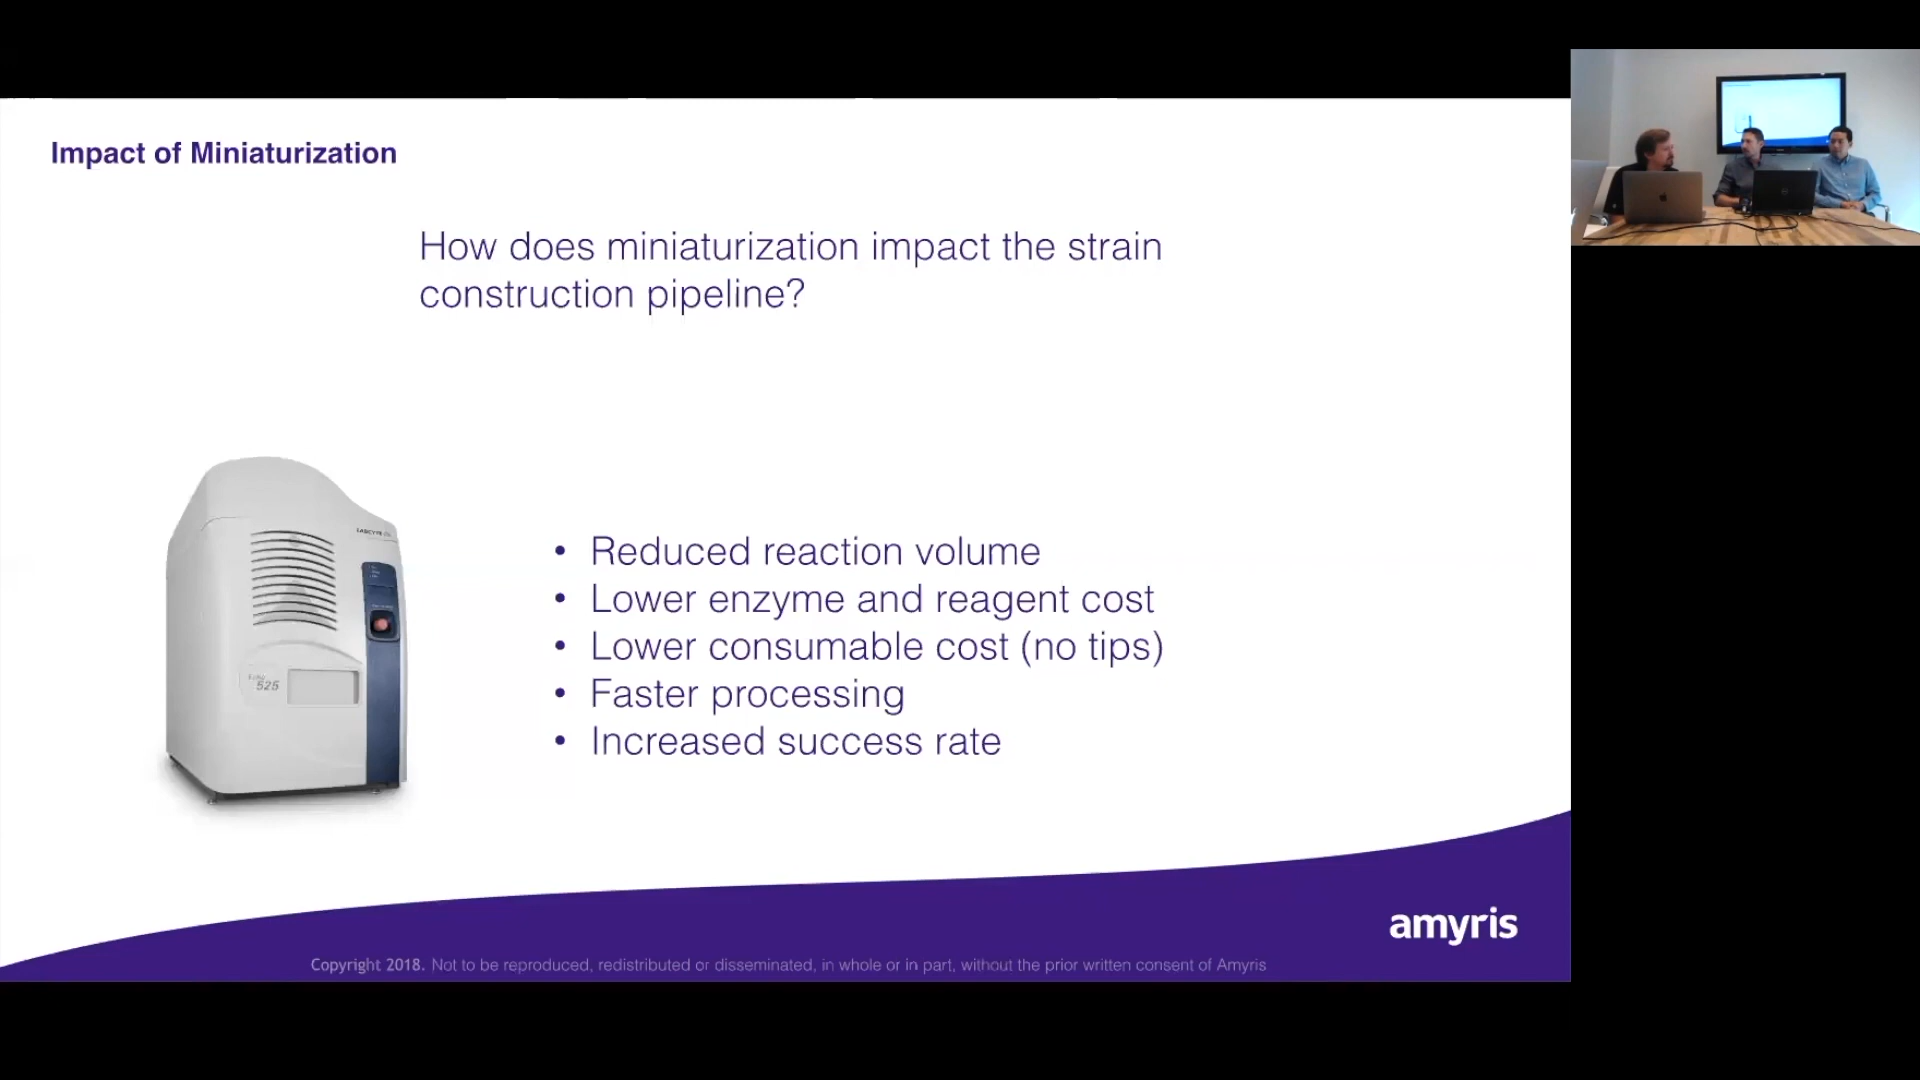 Impact of Miniaturization
How does miniaturization impact the strain
construction pipeline?
LABCYTE
525
• Reduced reaction volume
• Lower enzyme and reagent cost
• Lower consumable cost (no tips)
• Faster processing
• Increased success rate
amyris
Copyright 2018. Not to be reproduced, redistributed or disseminated, in whole or in part, without the prior written consent of Amyris